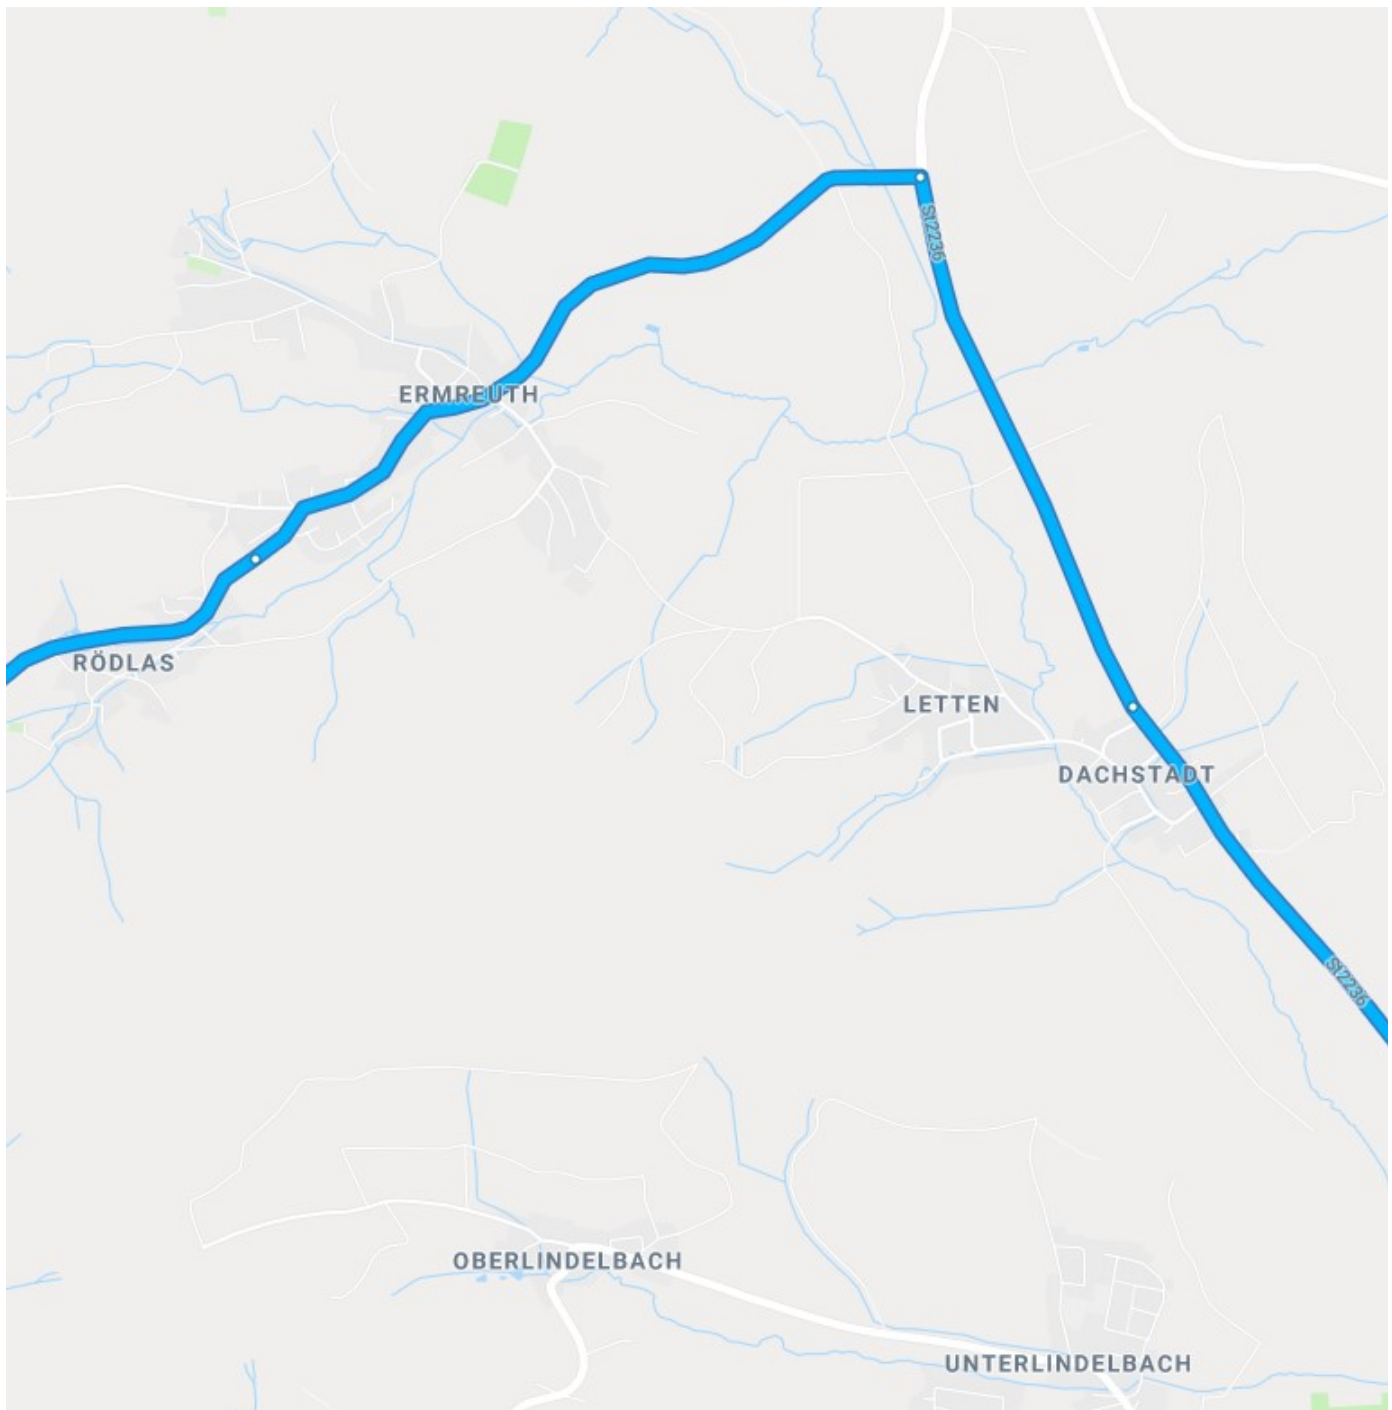 St2236
ERMREUTH
RÖDLAS
LETTEN
DACHSTADT
St2236
OBERLINDELBACH
UNTERLINDELBACH